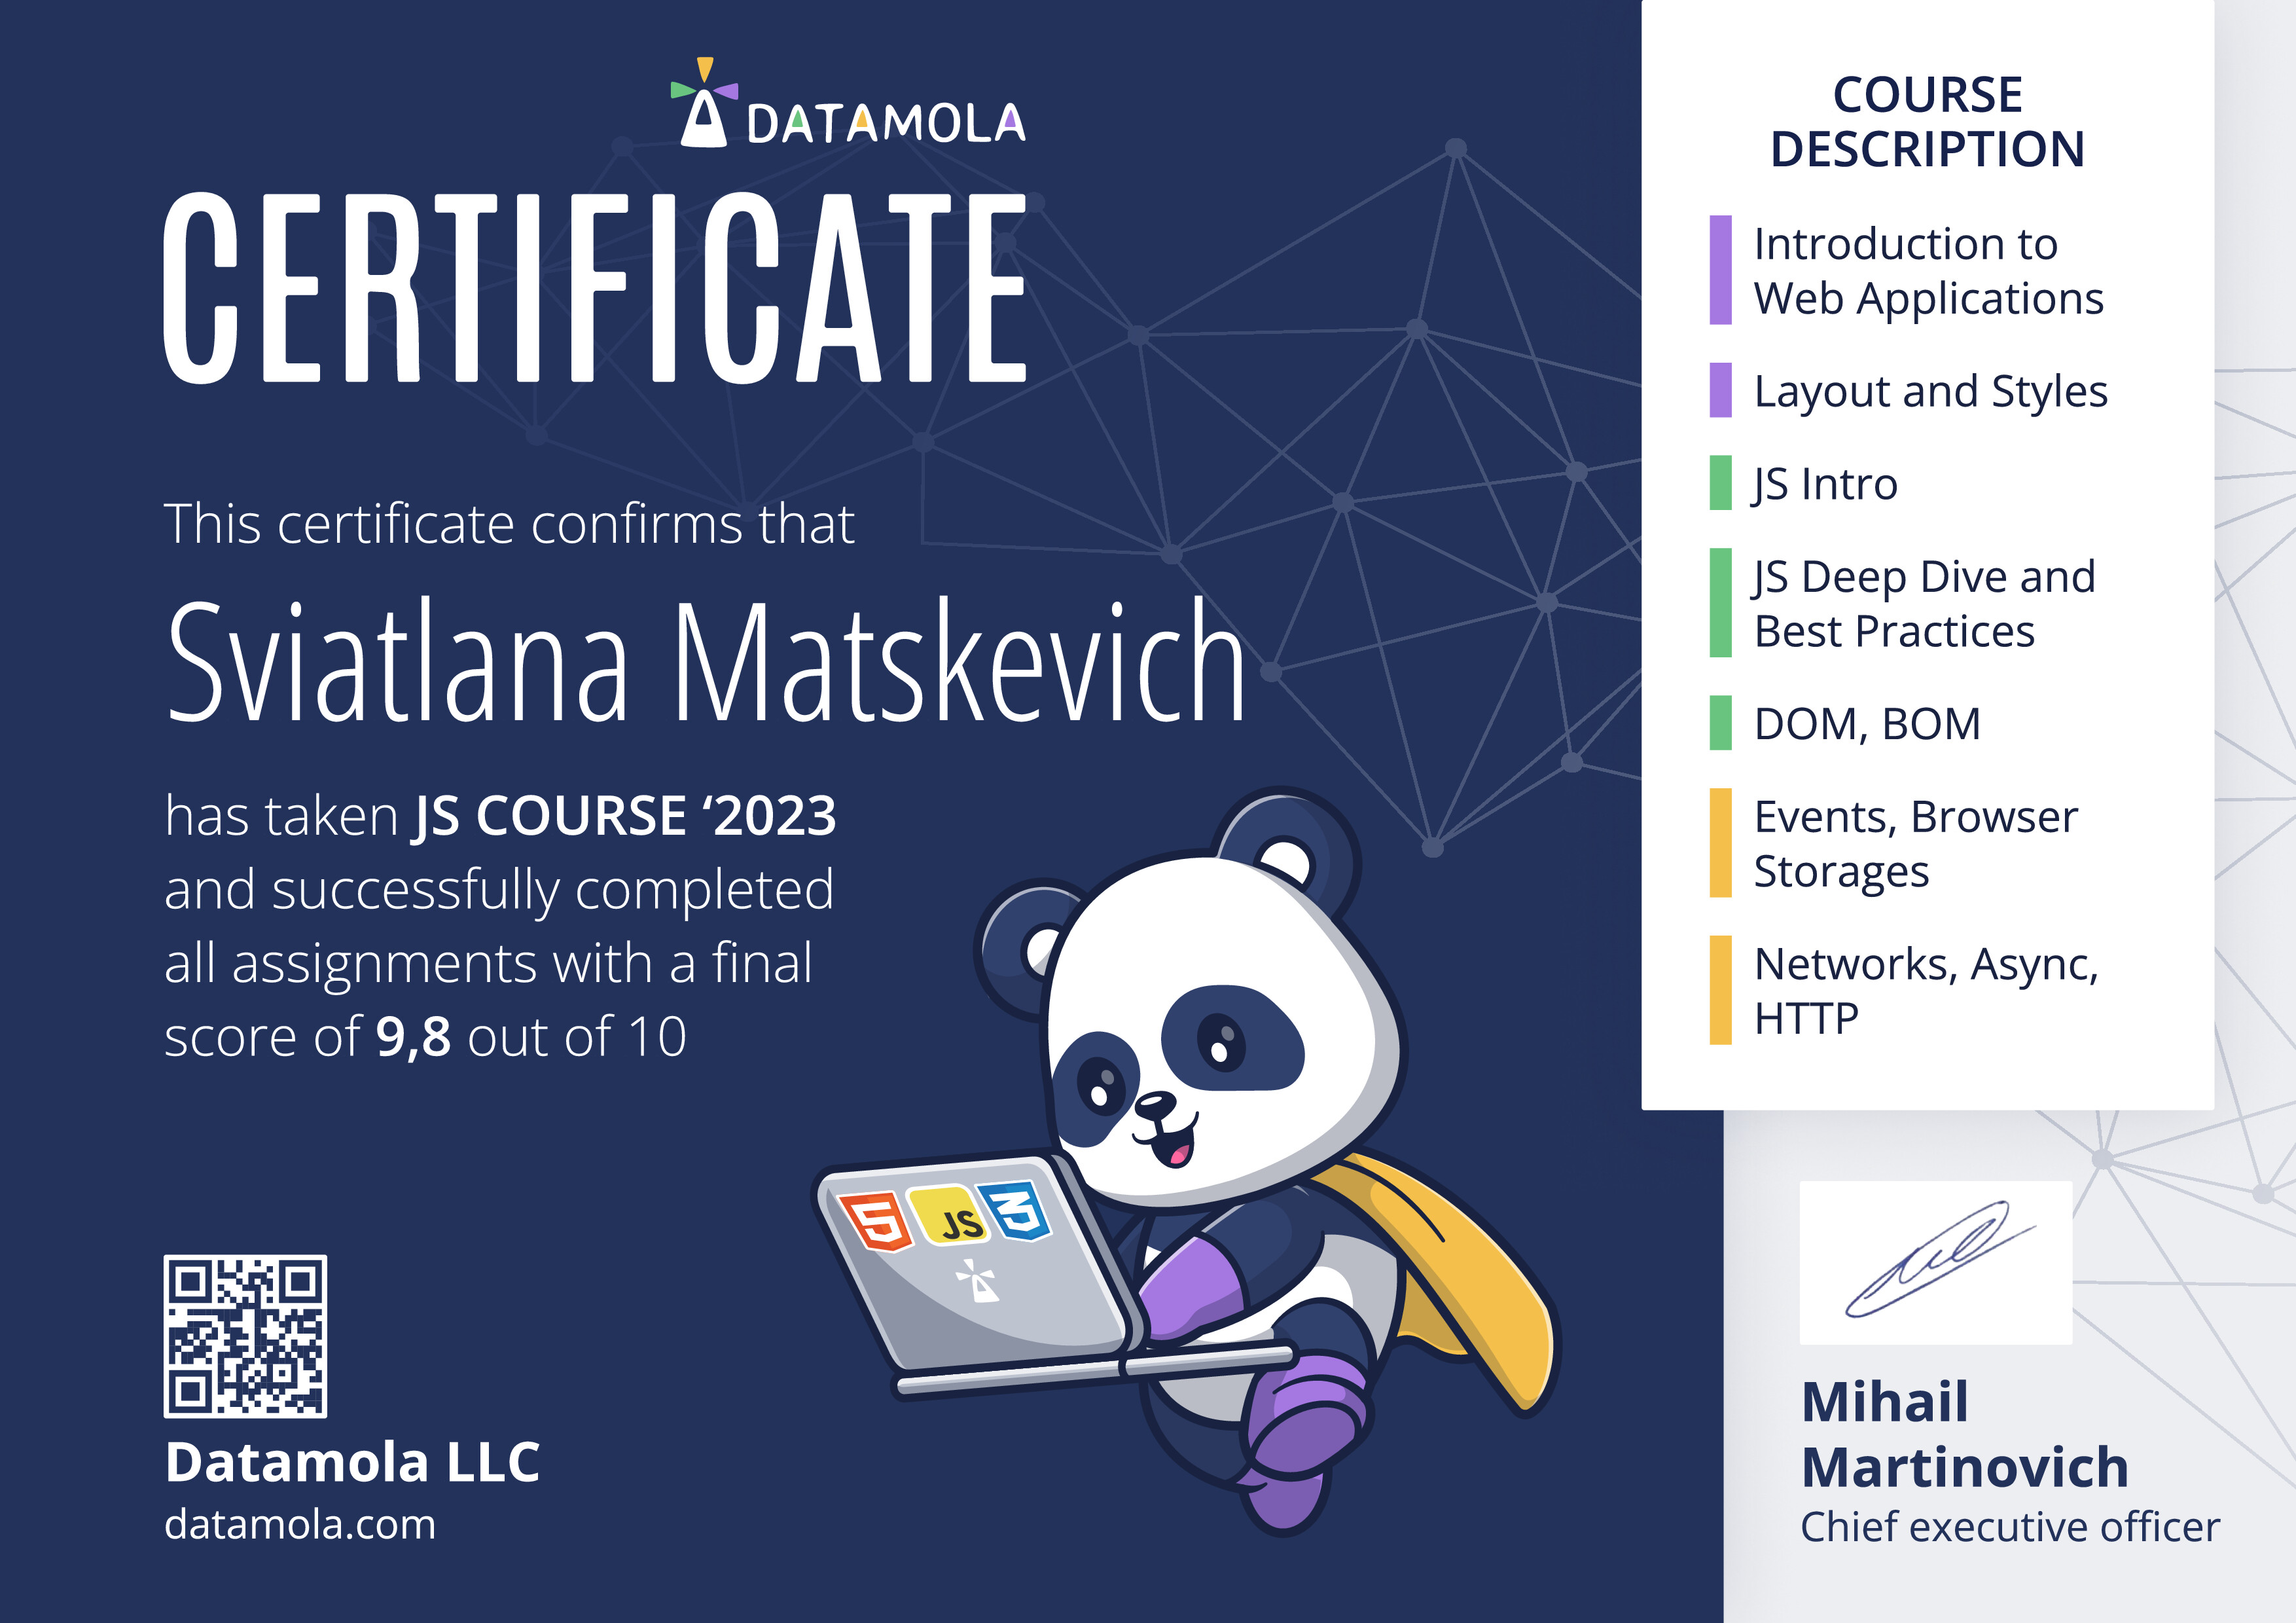 DATAMOLA
CERTIFICATE
This certificate confirms that
Sviatlana Matskevich
has taken JS COURSE ‘2023
and successfully completed
all assignments with a final
score of 9,8 out of 10
JS
Datamola LLC
datamola.com
COURSE
DESCRIPTION
Introduction to
Web Applications
Layout and Styles
JS Intro
JS Deep Dive and
Best Practices
DOM, BOM
Events, Browser
Storages
Networks, Async,
HTTP
Mihail
Martinovich
Chief executive officer